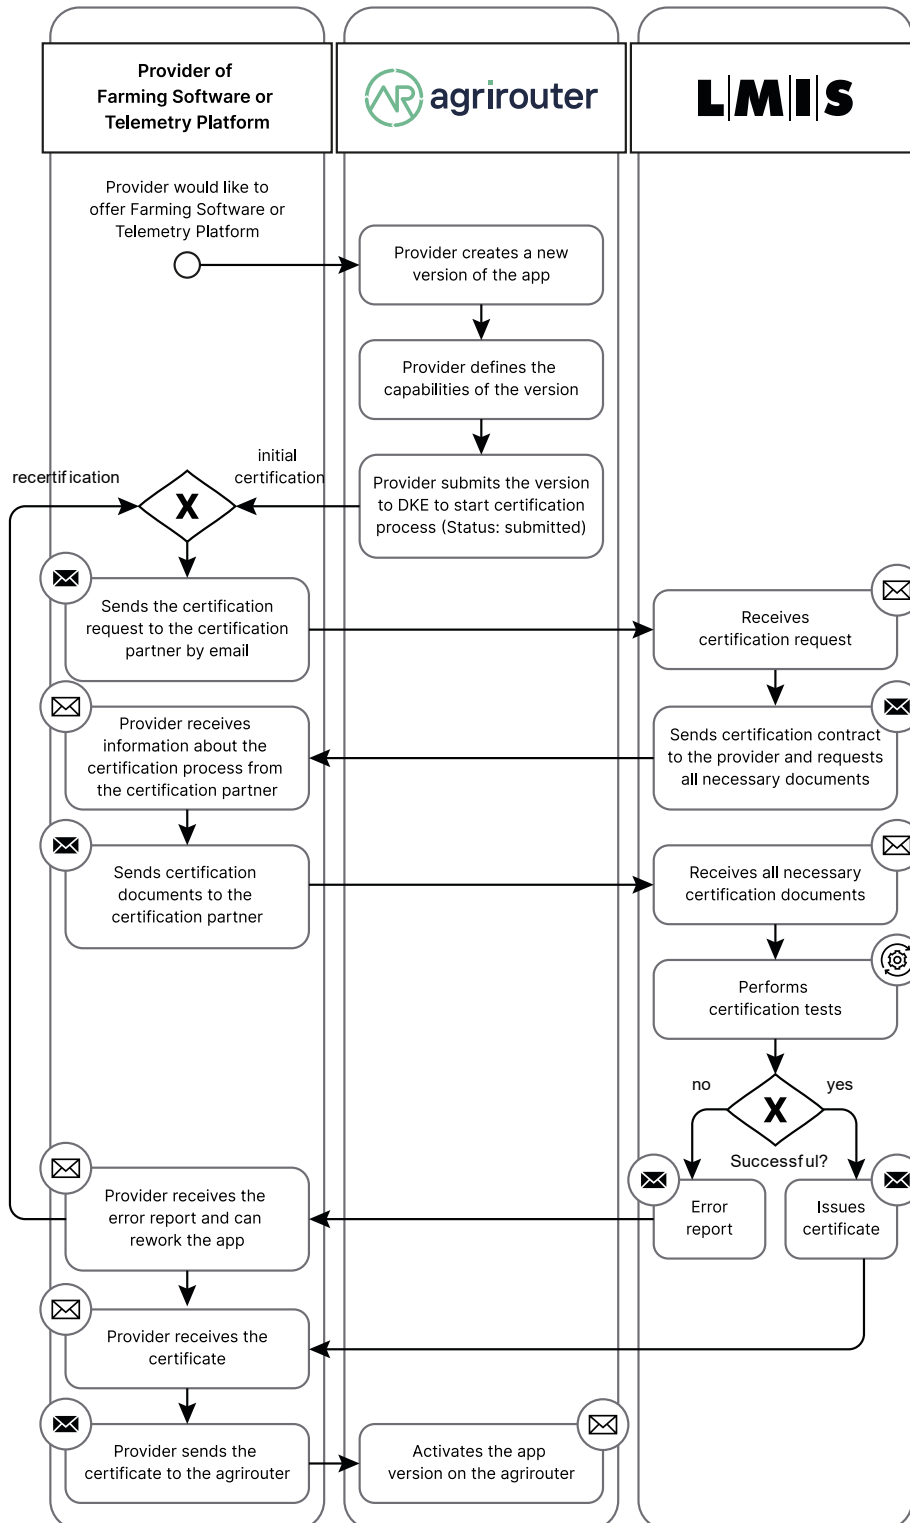 Provider of
Farming Software or
Telemetry Platform
AR agrirouter
L|M|I|S
Provider would like to
offer Farming Software or
Telemetry Platform
Provider creates a new
version of the app
Provider defines the
capabilities of the version
recertification
initial
certification
X
Provider submits the version
to DKE to start certification
process (Status: submitted)
Sends the certification
request to the certification
partner by email
Receives
certification request
Provider receives
information about the
certification process from
the certification partner
Sends certification contract
to the provider and requests
all necessary documents
Sends certification
documents to the
certification partner
Receives all necessary
certification documents
Performs
certification tests
no
yes
X
Successful?
Provider receives the
error report and can
rework the app
Error
report
Issues
certificate
Provider receives the
certificate
Provider sends the
certificate to the agrirouter
Activates the app
version on the agrirouter